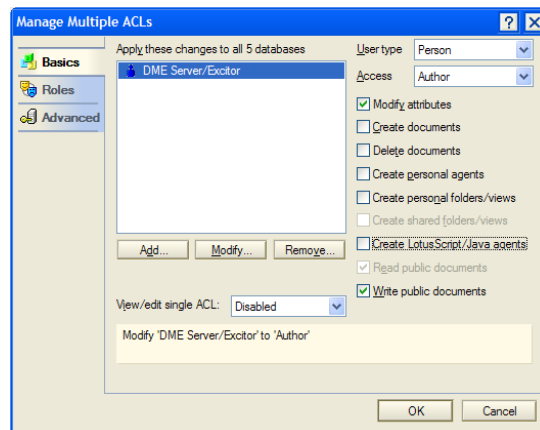 Manage Multiple ACLs
Basics
Roles
Advanced
Apply these changes to all 5 databases
DME Server/Excitor
Add...
Modify...
Remove...
View/edit single ACL:
Disabled
Modify 'DME Server/Excitor' to 'Author'
User type
Person
Access
Author
Modify attributes
Create documents
Delete documents
Create personal agents
Create personal folders/views
Create shared folders/views
Create LotusScript/Java agents
Read public documents
Write public documents
OK
Cancel